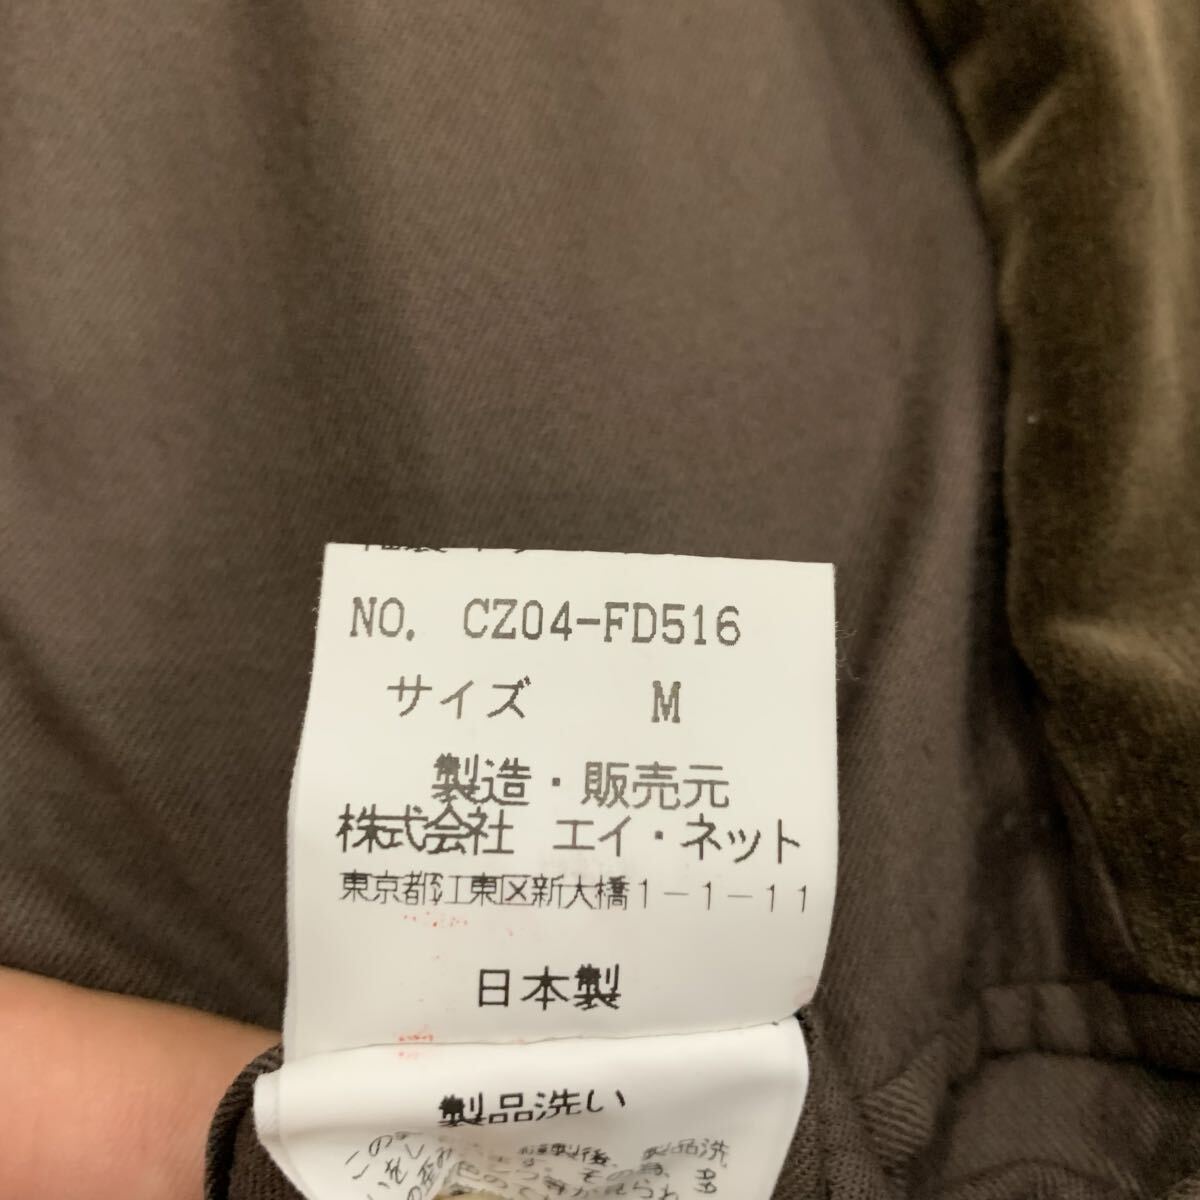 NO. CZ04-FD516
サイズ M
製造・販売元
株式会社 エイ・ネット
東京都江東区新大橋1-1-11
日本製
製品洗い